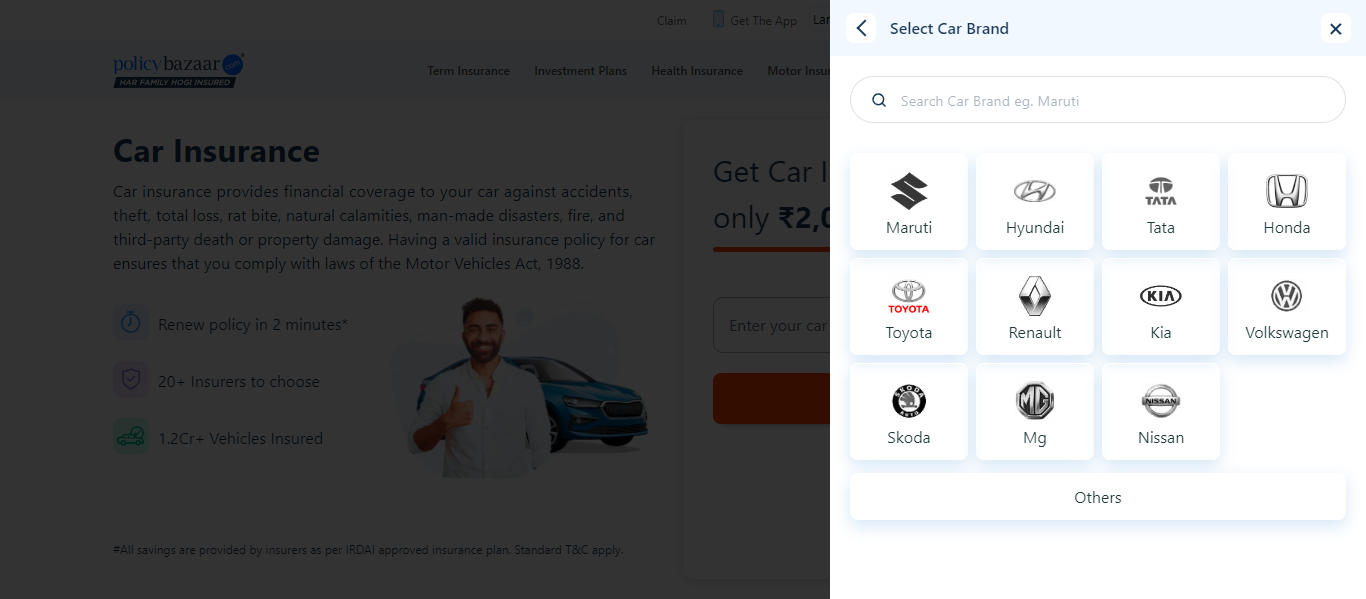 Claim
Get The App
Lar
policybazaar.com
HAR FAMILY HOGI INSURED
Term Insurance
Investment Plans
Health Insurance
Motor Insu
Car Insurance
Car insurance provides financial coverage to your car against accidents,
theft, total loss, rat bite, natural calamities, man-made disasters, fire, and
third-party death or property damage. Having a valid insurance policy for car
ensures that you comply with laws of the Motor Vehicles Act, 1988.
Renew policy in 2 minutes*
20+ Insurers to choose
1.2Cr+ Vehicles Insured
#All savings are provided by insurers as per IRDAI approved insurance plan. Standard T&C apply.
Get Car I
only ₹2,0
Enter your car
Select Car Brand
Search Car Brand eg. Maruti
Maruti
Hyundai
TATA
Tata
Honda
TOYOTA
Toyota
Renault
KIA
Kia
Volkswagen
SKODA
AUTO
Skoda
MG
Mg
NISSAN
Nissan
Others